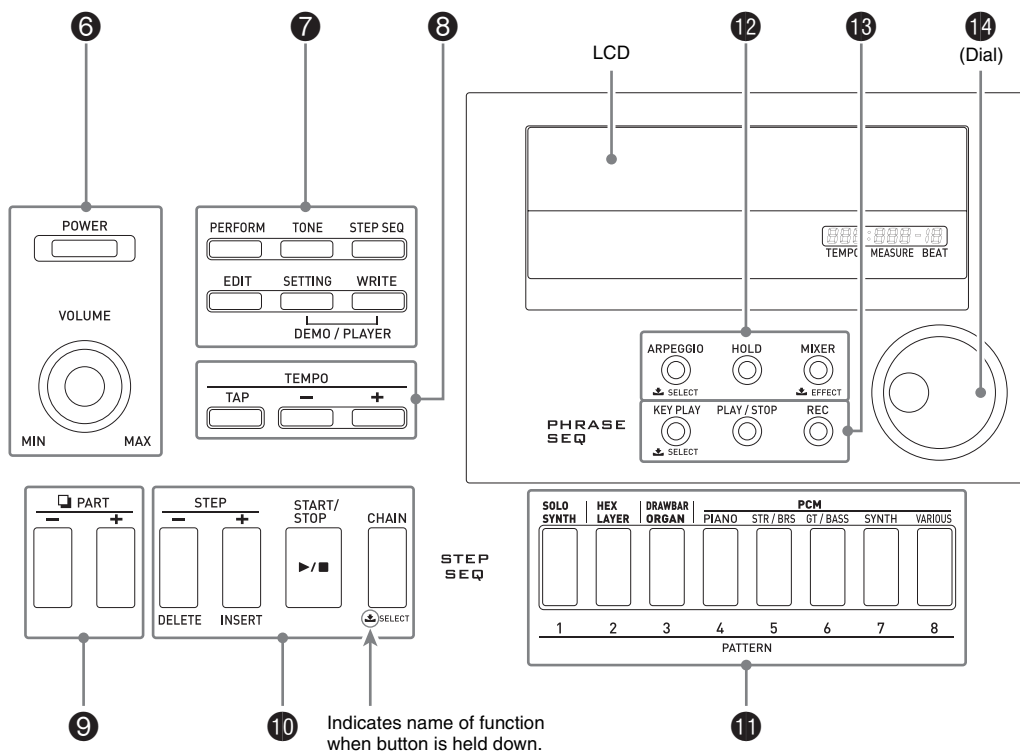 6
7
8
LCD
12
13
14
(Dial)
POWER
VOLUME
MIN MAX
PERFORM TONE STEP SEQ
EDIT SETTING WRITE
DEMO / PLAYER
TEMPO
TAP − +
TEMPO MEASURE BEAT
ARPEGGIO HOLD MIXER
SELECT EFFECT
PHRASE
SEQ
KEY PLAY PLAY / STOP REC
SELECT
PART
− +
STEP
− +
DELETE INSERT
START/
STOP
▶/■
CHAIN
SELECT
STEP
SEQ
SOLO
SYNTH
HEX
LAYER
DRAWBAR
ORGAN
PCM
PIANO STR / BRS GT / BASS SYNTH VARIOUS
1 2 3 4 5 6 7 8
PATTERN
9
10
Indicates name of function
when button is held down.
11